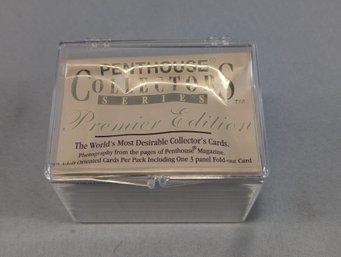 PENTHOUSE®
COLLECTORS
SERIES ™
Premier Edition
The World's Most Desirable Collector's Cards.
Photography from the pages of Penthouse® Magazine.
Oriented Cards Per Pack Including One 3 panel Fold-out Card